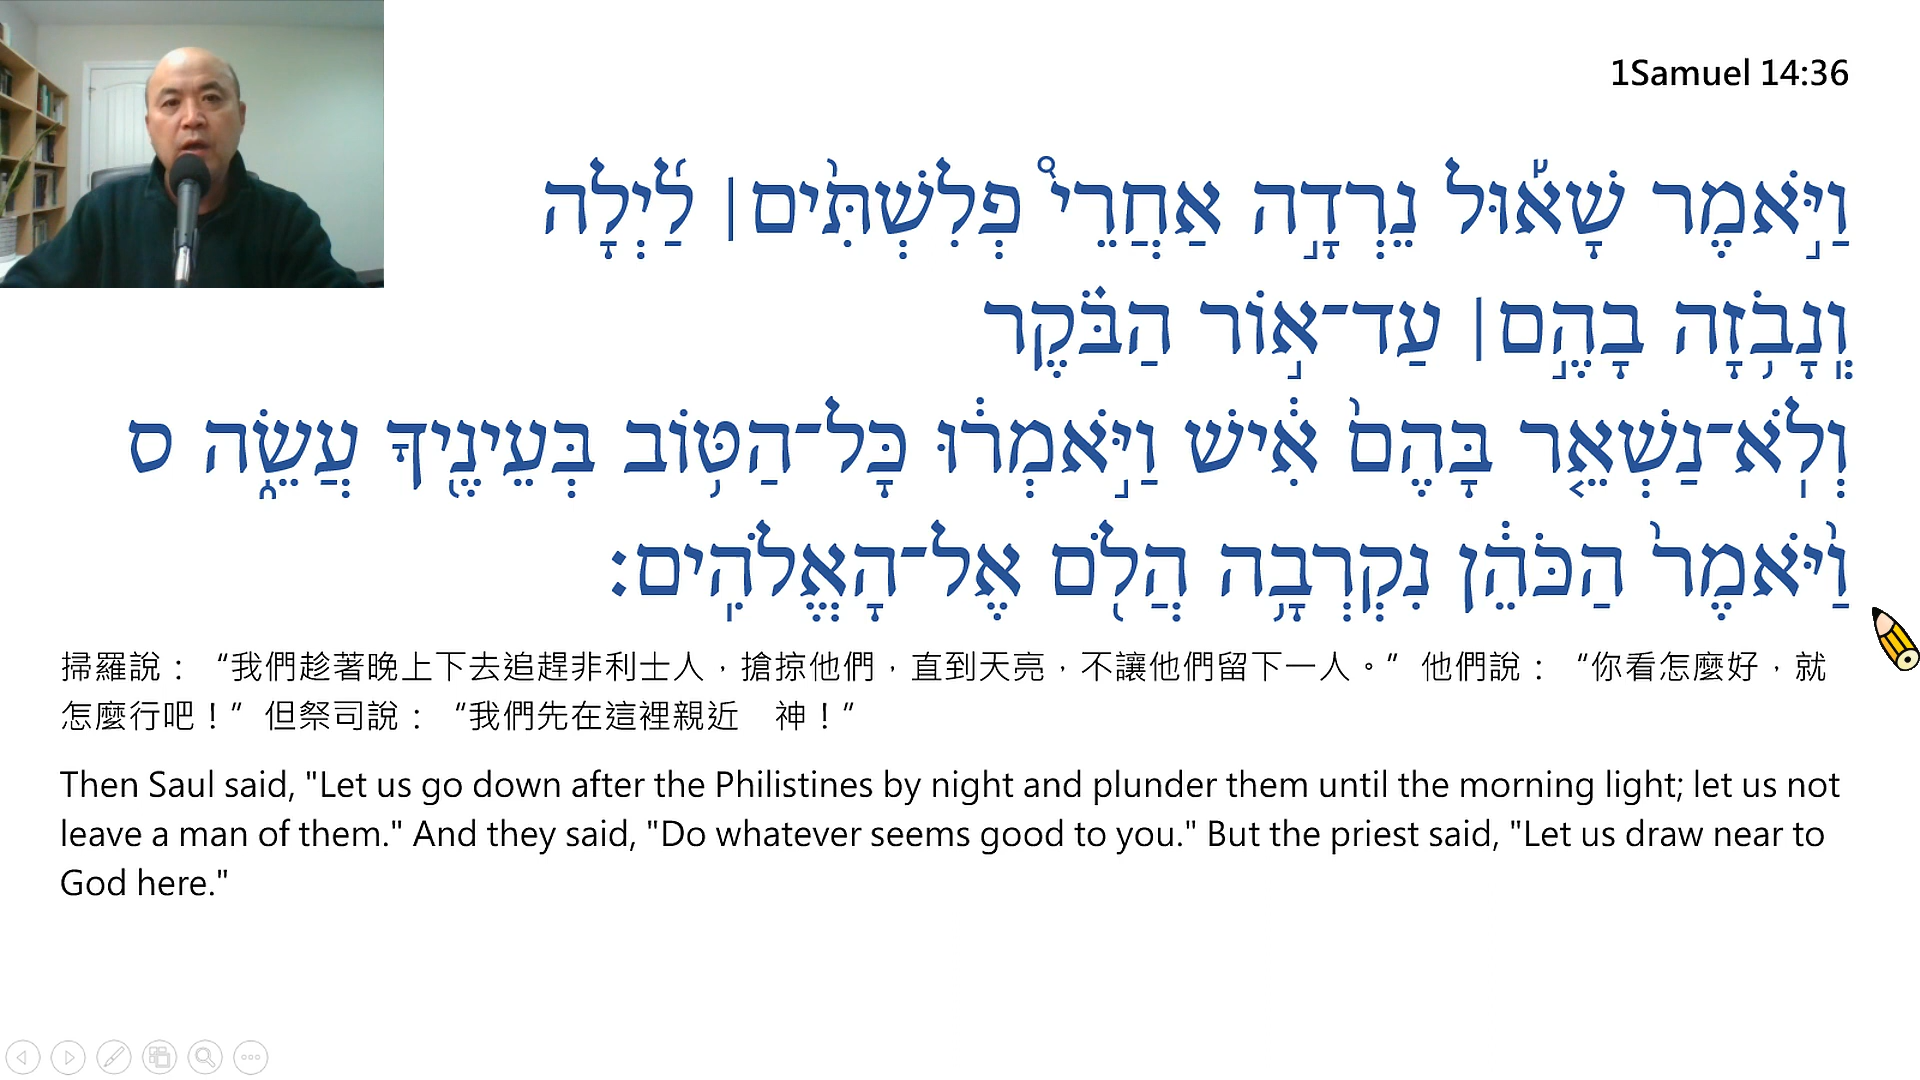 1Samuel 14:36
וַיֹּ֣אמֶר שָׁא֡וּל נֵרְדָ֣ה אַחֲרֵי֩ פְלִשְׁתִּ֨ים׀ לַ֜יְלָה
וְֽנָבֹ֥זָה בָהֶ֣ם׀ עַד־א֣וֹר הַבֹּ֗קֶר
וְלֹֽא־נַשְׁאֵ֤ר בָּהֶם֙ אִ֔ישׁ וַיֹּ֣אמְר֔וּ כָּל־הַטּ֥וֹב בְּעֵינֶ֖יךָ עֲשֵׂ֑ה ס
וַ֙יֹּאמֶר֙ הַכֹּהֵ֔ן נִקְרְבָ֥ה הֲלֹ֖ם אֶל־הָאֱלֹהִֽים׃
掃羅說：“我們趁著晚上下去追趕非利士人，搶掠他們，直到天亮，不讓他們留下一人。”他們說：“你看怎麼好，就
怎麼行吧！”但祭司說：“我們先在這裡親近　神！”
Then Saul said, "Let us go down after the Philistines by night and plunder them until the morning light; let us not
leave a man of them." And they said, "Do whatever seems good to you." But the priest said, "Let us draw near to
God here."